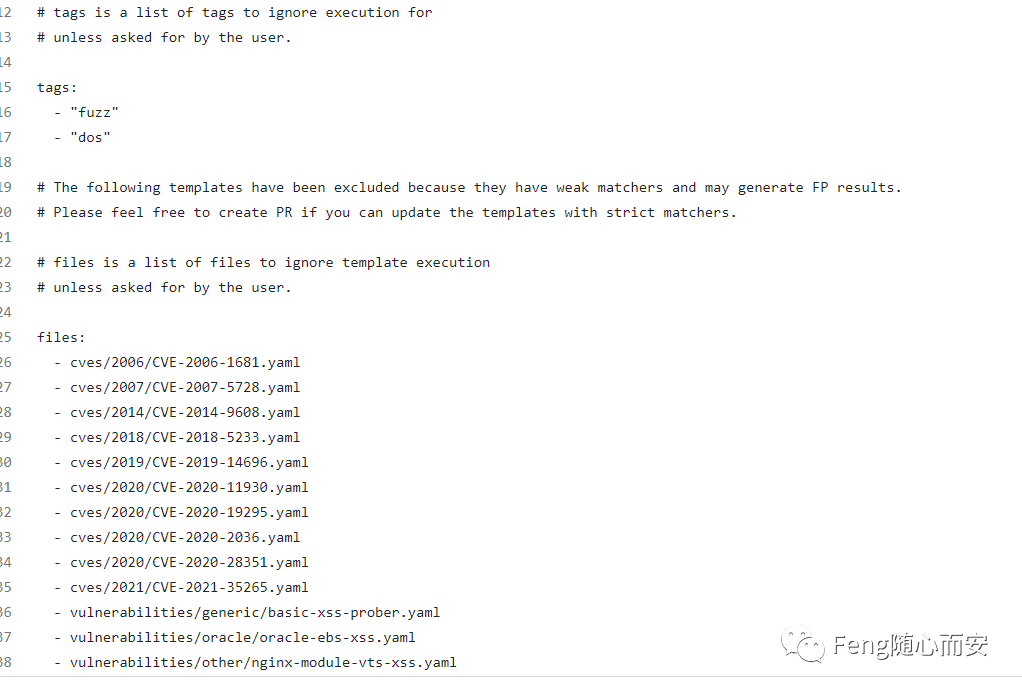 12 # tags is a list of tags to ignore execution for
13 # unless asked for by the user.
14
15 tags:
16   - "fuzz"
17   - "dos"
18
19 # The following templates have been excluded because they have weak matchers and may generate FP results.
20 # Please feel free to create PR if you can update the templates with strict matchers.
21
22 # files is a list of files to ignore template execution
23 # unless asked for by the user.
24
25 files:
26   - cves/2006/CVE-2006-1681.yaml
27   - cves/2007/CVE-2007-5728.yaml
28   - cves/2014/CVE-2014-9608.yaml
29   - cves/2018/CVE-2018-5233.yaml
30   - cves/2019/CVE-2019-14696.yaml
31   - cves/2020/CVE-2020-11930.yaml
32   - cves/2020/CVE-2020-19295.yaml
33   - cves/2020/CVE-2020-2036.yaml
34   - cves/2020/CVE-2020-28351.yaml
35   - cves/2021/CVE-2021-35265.yaml
36   - vulnerabilities/generic/basic-xss-prober.yaml
37   - vulnerabilities/oracle/oracle-ebs-xss.yaml
38   - vulnerabilities/other/nginx-module-vts-xss.yaml
Feng随心而安